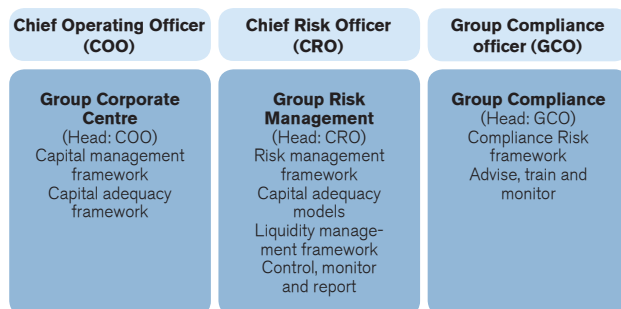 Chief Operating Officer
(COO)
Chief Risk Officer
(CRO)
Group Compliance
officer (GCO)
Group Corporate
Centre
(Head: COO)
Capital management
framework
Capital adequacy
framework
Group Risk
Management
(Head: CRO)
Risk management
framework
Capital adequacy
models
Liquidity manage-
ment framework
Control, monitor
and report
Group Compliance
(Head: GCO)
Compliance Risk
framework
Advise, train and
monitor